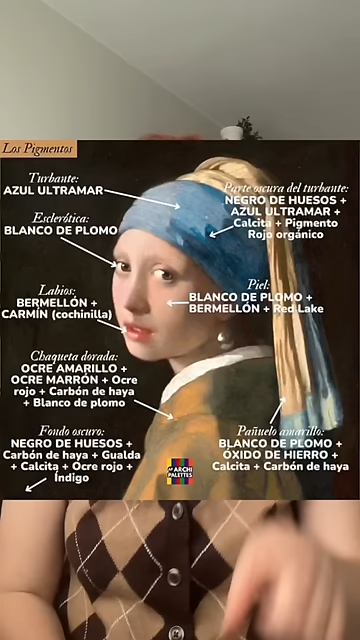 Los Pigmentos
Turbante:
AZUL ULTRAMAR
Esclerótica:
BLANCO DE PLOMO
Labios:
BERMELLÓN +
CARMÍN (cochinilla)
Chaqueta dorada:
OCRE AMARILLO +
OCRE MARRÓN + Ocre
rojo + Carbón de haya
+ Blanco de plomo
Fondo oscuro:
NEGRO DE HUESOS +
Carbón de haya + Gualda
+ Calcita + Ocre rojo +
Índigo
Parte oscura del turbante:
NEGRO DE HUESOS +
AZUL ULTRAMAR +
Calcita + Pigmento
Rojo orgánico
Piel:
BLANCO DE PLOMO +
BERMELLÓN + Red Lake
Pañuelo amarillo:
BLANCO DE PLOMO +
ÓXIDO DE HIERRO +
Calcita + Carbón de haya
ARCHI
PALETTES